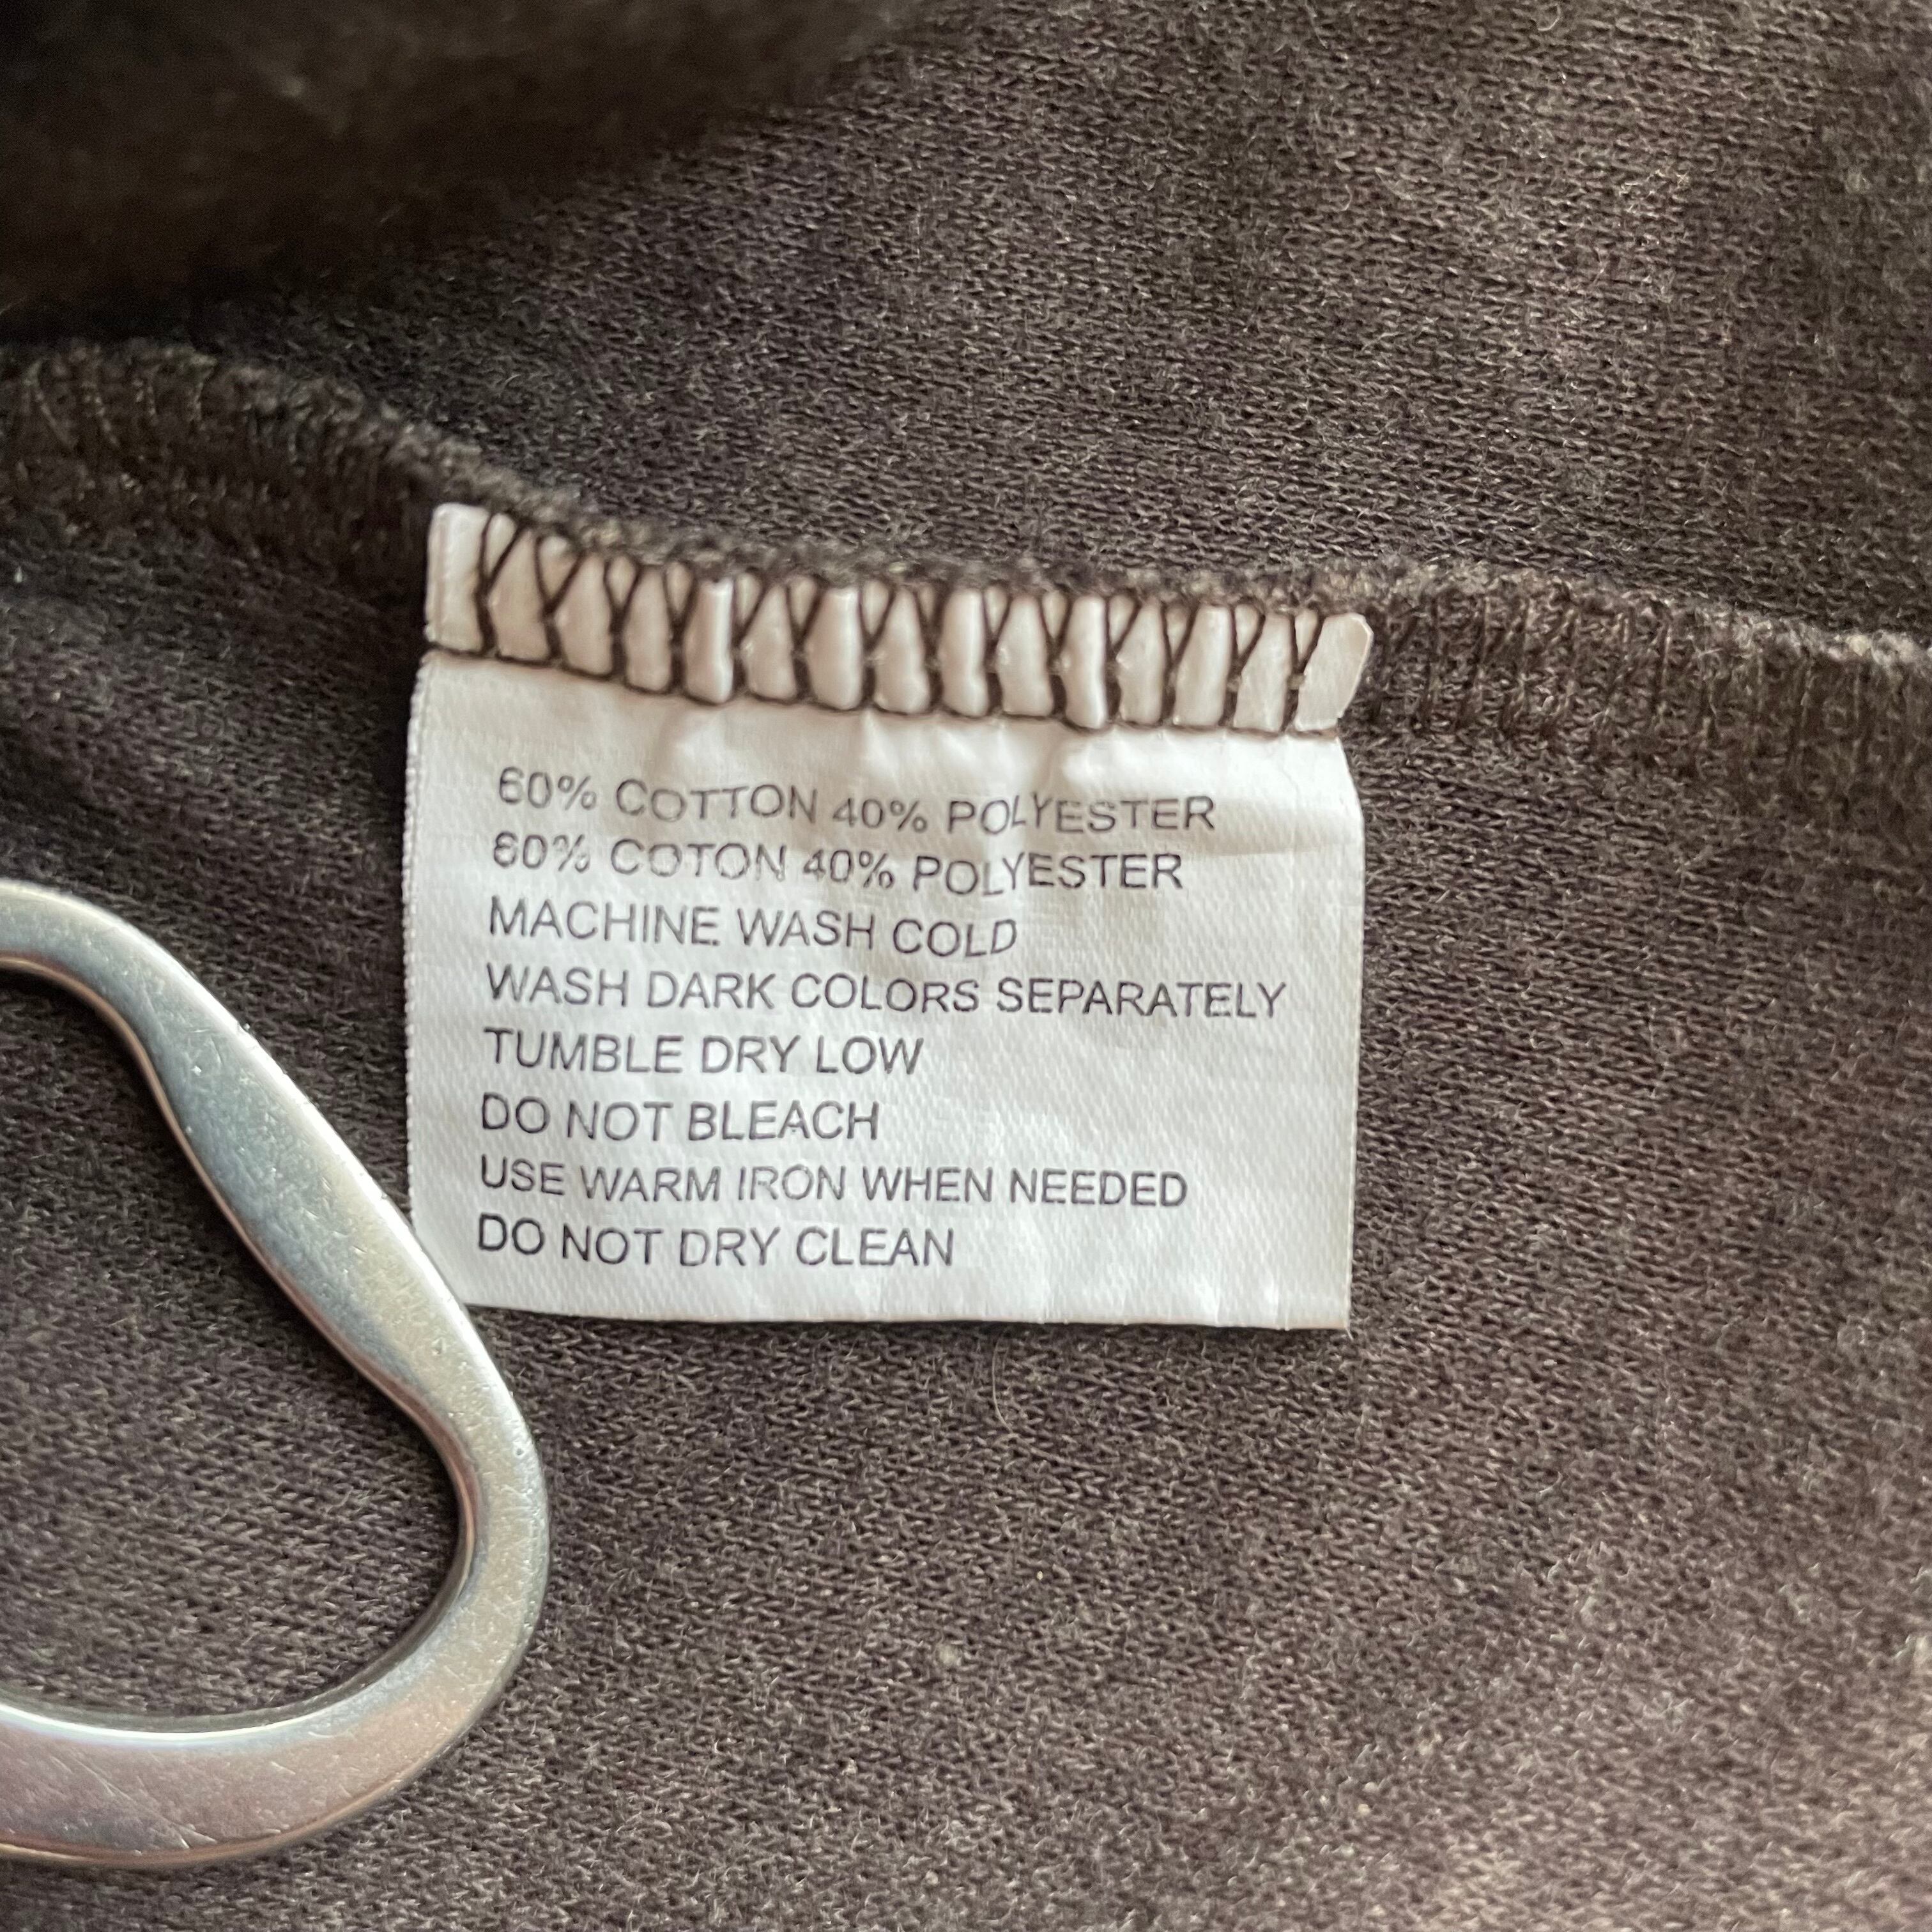 60% COTTON 40% POLYESTER
60% COTON 40% POLYESTER
MACHINE WASH COLD
WASH DARK COLORS SEPARATELY
TUMBLE DRY LOW
DO NOT BLEACH
USE WARM IRON WHEN NEEDED
DO NOT DRY CLEAN